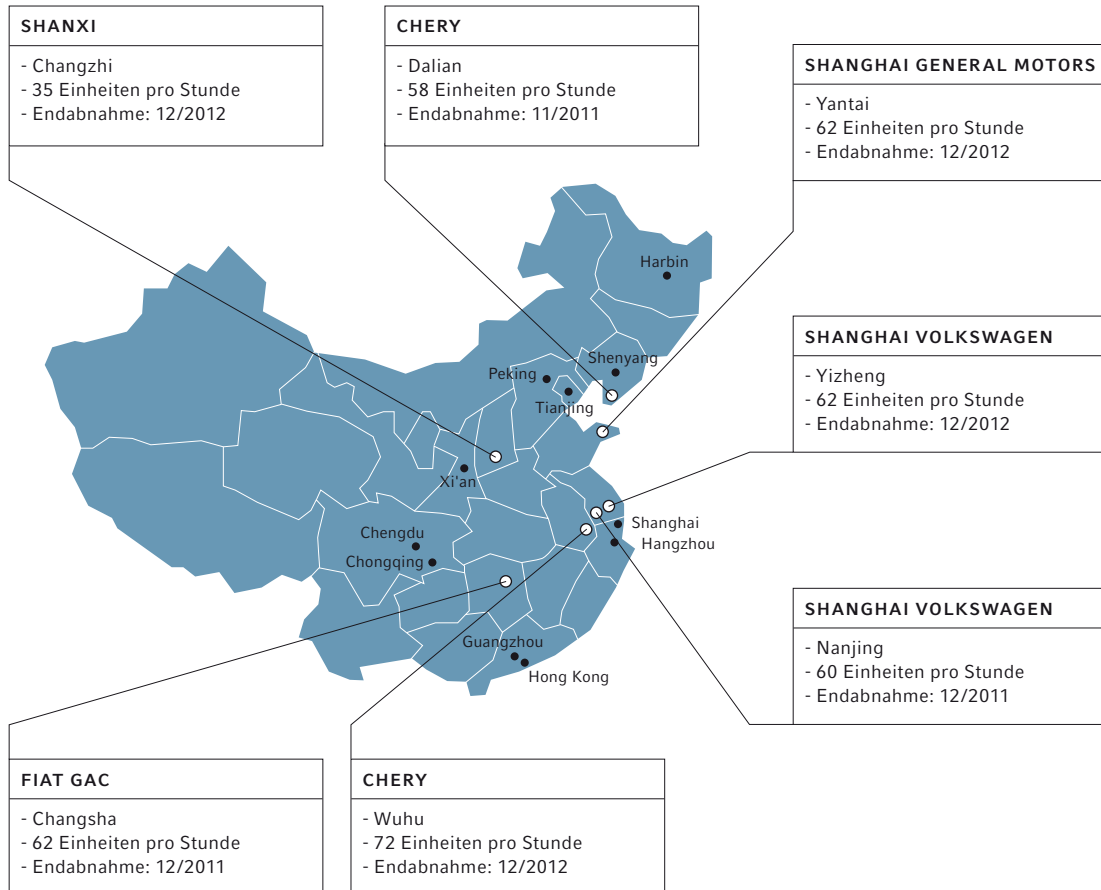 SHANXI
- Changzhi
- 35 Einheiten pro Stunde
- Endabnahme: 12/2012
CHERY
- Dalian
- 58 Einheiten pro Stunde
- Endabnahme: 11/2011
SHANGHAI GENERAL MOTORS
- Yantai
- 62 Einheiten pro Stunde
- Endabnahme: 12/2012
Harbin
Shenyang
Peking
Tianjing
Xi'an
Chengdu
Chongqing
Shanghai
Hangzhou
Guangzhou
Hong Kong
SHANGHAI VOLKSWAGEN
- Yizheng
- 62 Einheiten pro Stunde
- Endabnahme: 12/2012
SHANGHAI VOLKSWAGEN
- Nanjing
- 60 Einheiten pro Stunde
- Endabnahme: 12/2011
FIAT GAC
- Changsha
- 62 Einheiten pro Stunde
- Endabnahme: 12/2011
CHERY
- Wuhu
- 72 Einheiten pro Stunde
- Endabnahme: 12/2012